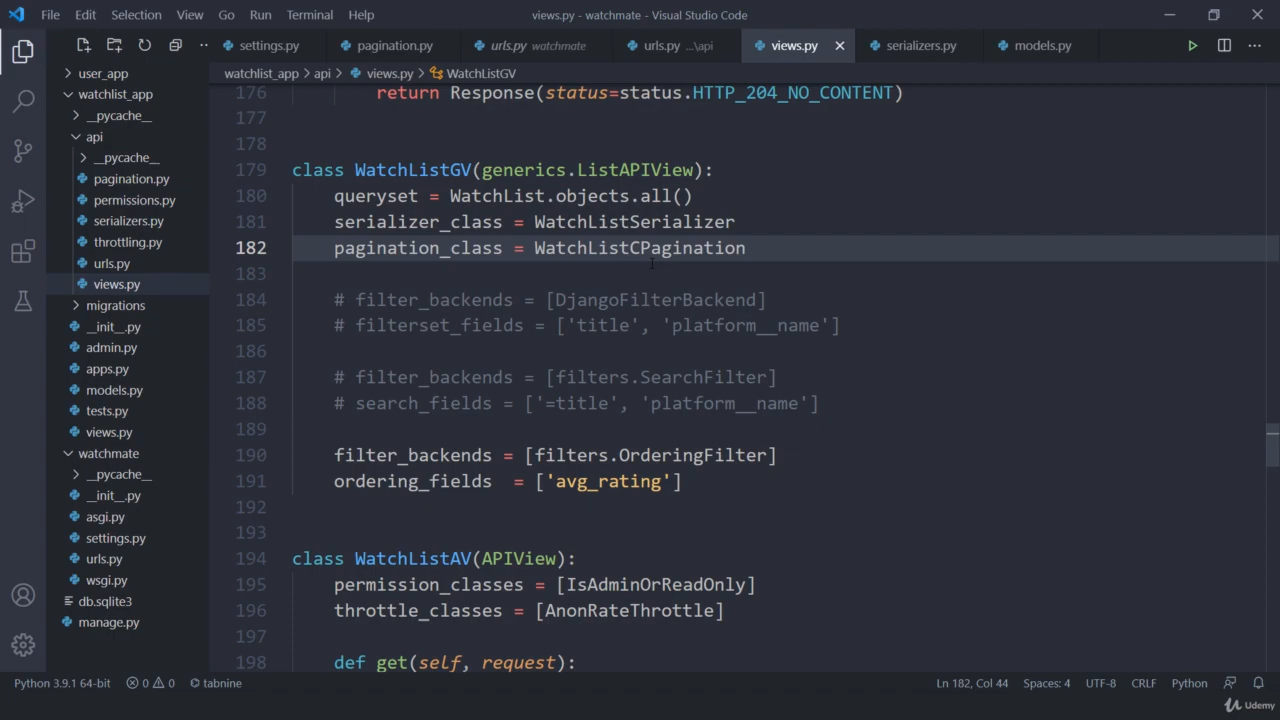 File Edit Selection View Go Run Terminal Help views.py - watchmate - Visual Studio Code
settings.py pagination.py urls.py watchmate urls.py ...\api views.py serializers.py models.py
watchlist_app > api > views.py > WatchListGV
user_app
watchlist_app
__pycache__
api
__pycache__
pagination.py
permissions.py
serializers.py
throttling.py
urls.py
views.py
migrations
__init__.py
admin.py
apps.py
models.py
tests.py
views.py
watchmate
__pycache__
__init__.py
asgi.py
settings.py
urls.py
wsgi.py
db.sqlite3
manage.py
176 return Response(status=status.HTTP_204_NO_CONTENT)
177
178
179 class WatchListGV(generics.ListAPIView):
180 queryset = WatchList.objects.all()
181 serializer_class = WatchListSerializer
182 pagination_class = WatchListCPagination
183
184 # filter_backends = [DjangoFilterBackend]
185 # filterset_fields = ['title', 'platform__name']
186
187 # filter_backends = [filters.SearchFilter]
188 # search_fields = ['=title', 'platform__name']
189
190 filter_backends = [filters.OrderingFilter]
191 ordering_fields = ['avg_rating']
192
193
194 class WatchListAV(APIView):
195 permission_classes = [IsAdminOrReadOnly]
196 throttle_classes = [AnonRateThrottle]
197
198 def get(self, request):
Python 3.9.1 64-bit 0 0 tabnine Ln 182, Col 44 Spaces: 4 UTF-8 CRLF Python
Udemy